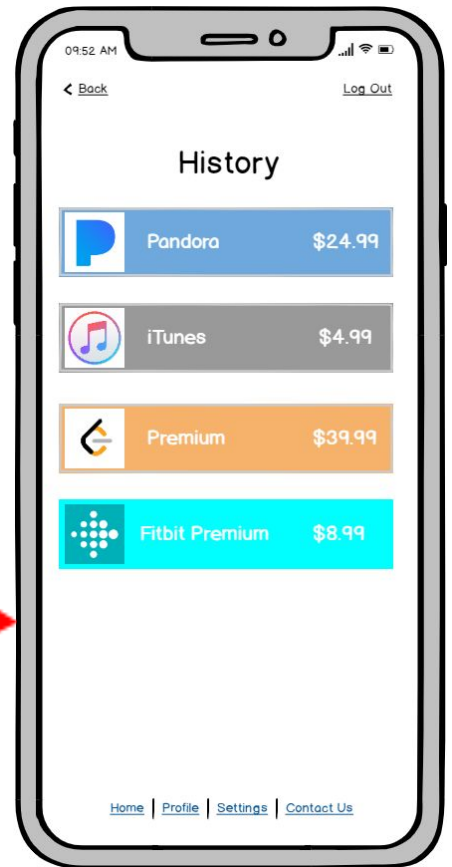 09:52 AM
Back Log Out
History
Pandora $24.99
iTunes $4.99
Premium $39.99
Fitbit Premium $8.99
Home | Profile | Settings | Contact Us